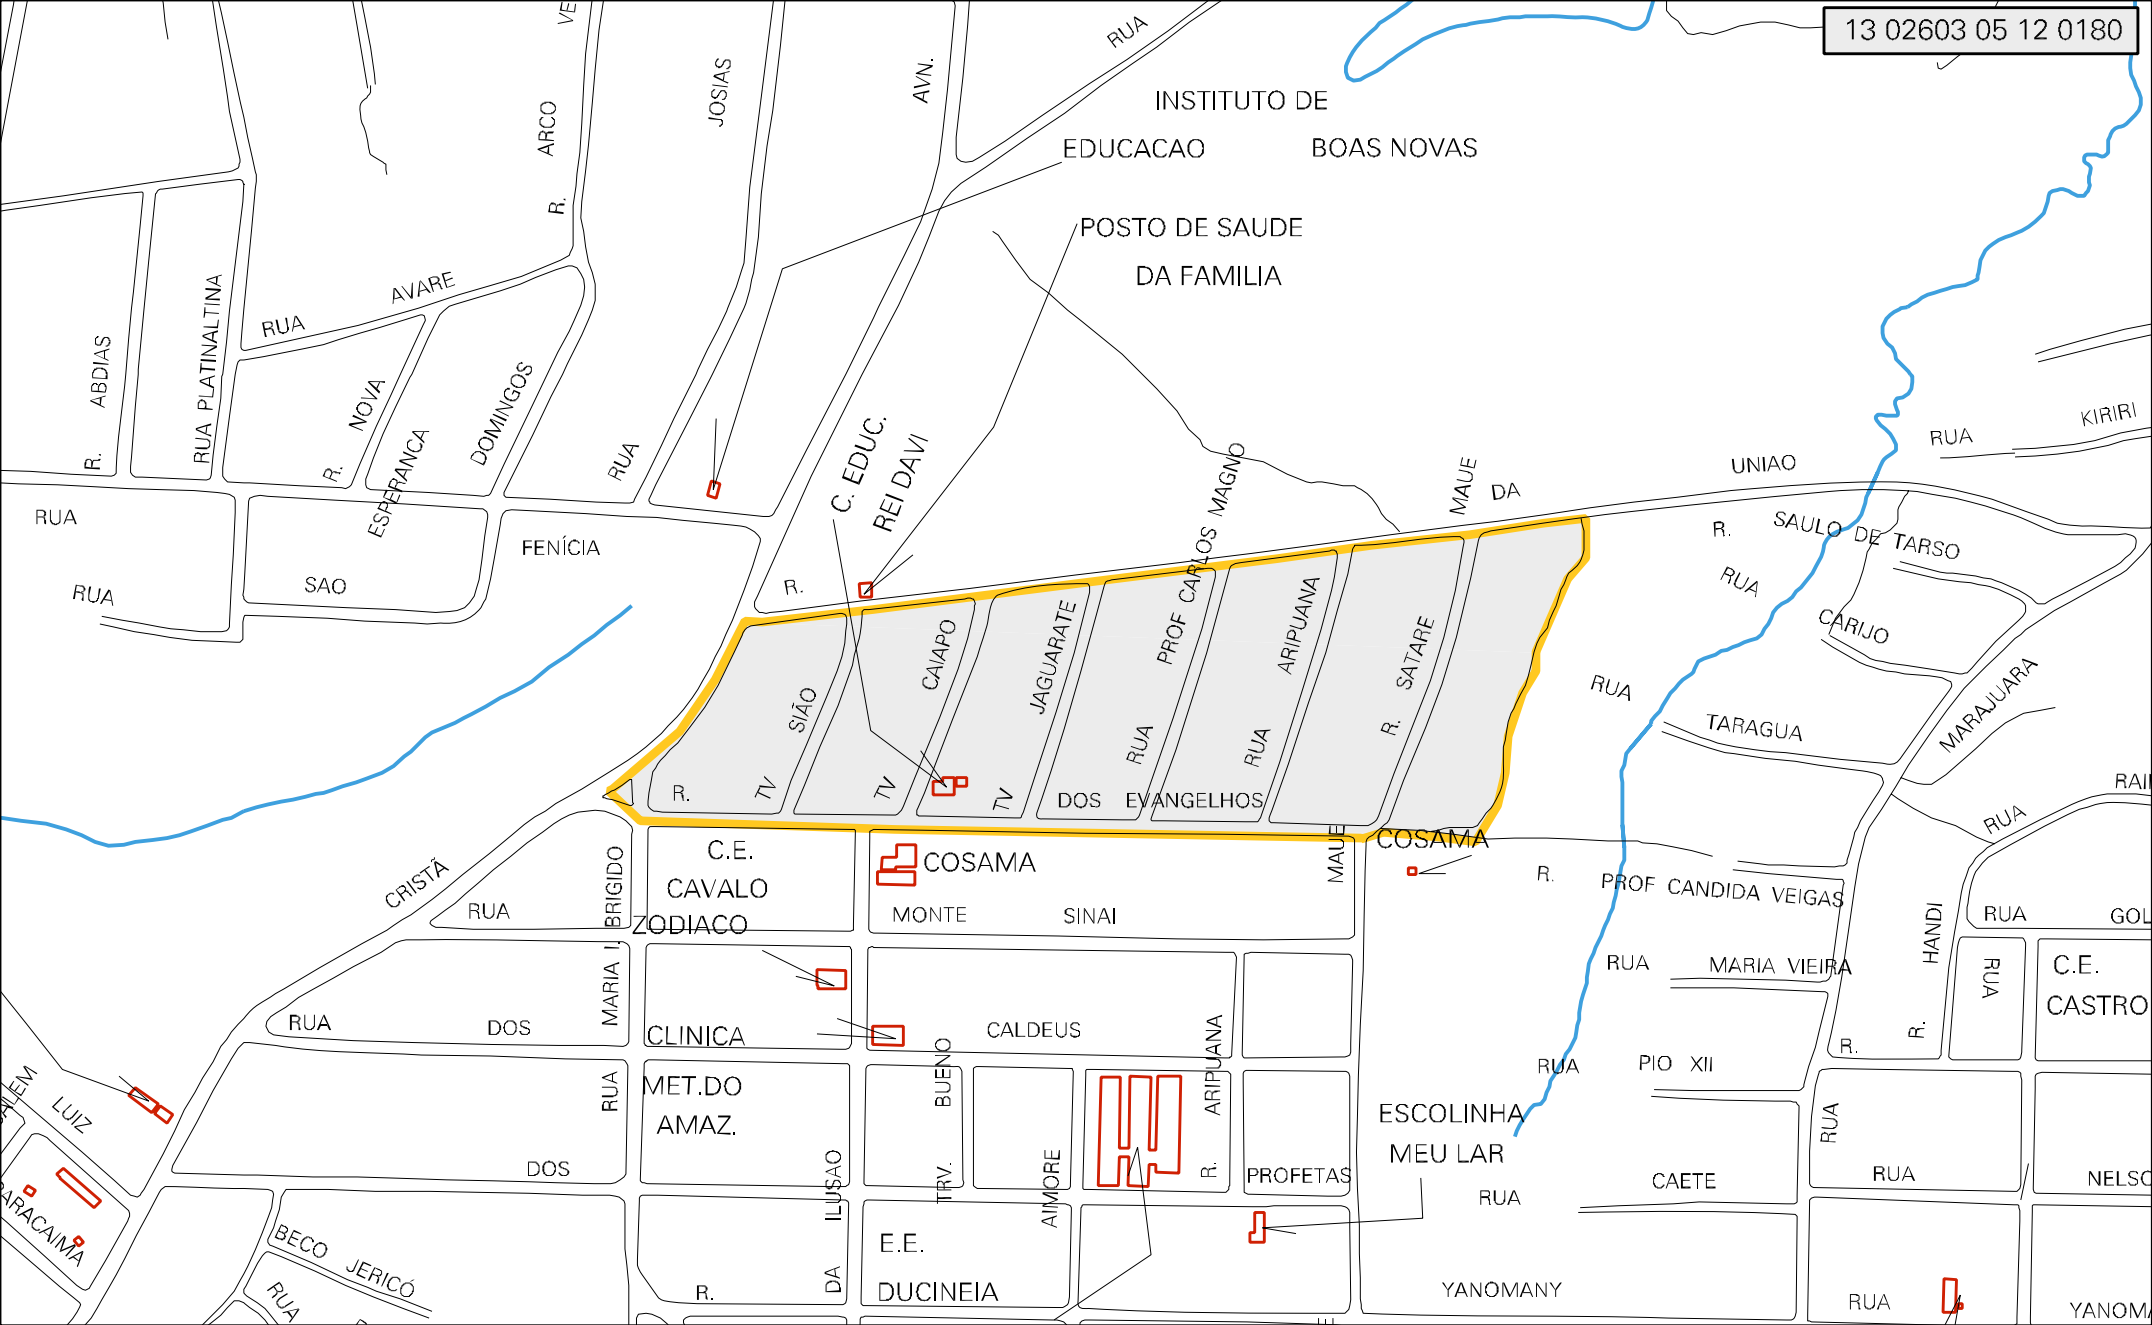 13 02603 05 12 0180
RUA
AVN.
JOSIAS
R. ARCO
INSTITUTO DE
EDUCACAO BOAS NOVAS
POSTO DE SAUDE
DA FAMILIA
RUA AVARE
RUA PLATINALTINA
R. ABDIAS
R. NOVA
ESPERANCA
DOMINGOS
RUA
C. EDUC.
REI DAVI
RUA KIRIRI
R. MAUE DA UNIAO
RUA FENÍCIA
RUA SAO
R. SAULO DE TARSO
RUA CARIJO
RUA TARAGUA
MARAJUARA
TV SIÃO
TV CAIAPO
TV JAGUARATE
RUA PROF CARLOS MAGNO
RUA ARIPUANA
R. SATARE
MAUE
R. DOS EVANGELHOS
CRISTÃ
C.E.
CAVALO
ZODIACO
COSAMA
COSAMA
RUA MONTE SINAI
RUA MARIA I. BRIGIDO
R. PROF CANDIDA VEIGAS
RUA
RUA GOL
RUA MARIA VIEIRA
R. HANDI
RUA
C.E.
CASTRO
RUA DOS CALDEUS
CLINICA
MET.DO
AMAZ.
TRV. BUENO
R. ARIPUANA
RUA PIO XII
R.
ESCOLINHA
MEU LAR
LUIZ
DOS PROFETAS
DA ILUSAO
AIMORE
RUA CAETE
RUA
RUA NELSO
BECO JERICÓ
RUA
E.E.
DUCINEIA
R. YANOMANY
RUA YANOMA